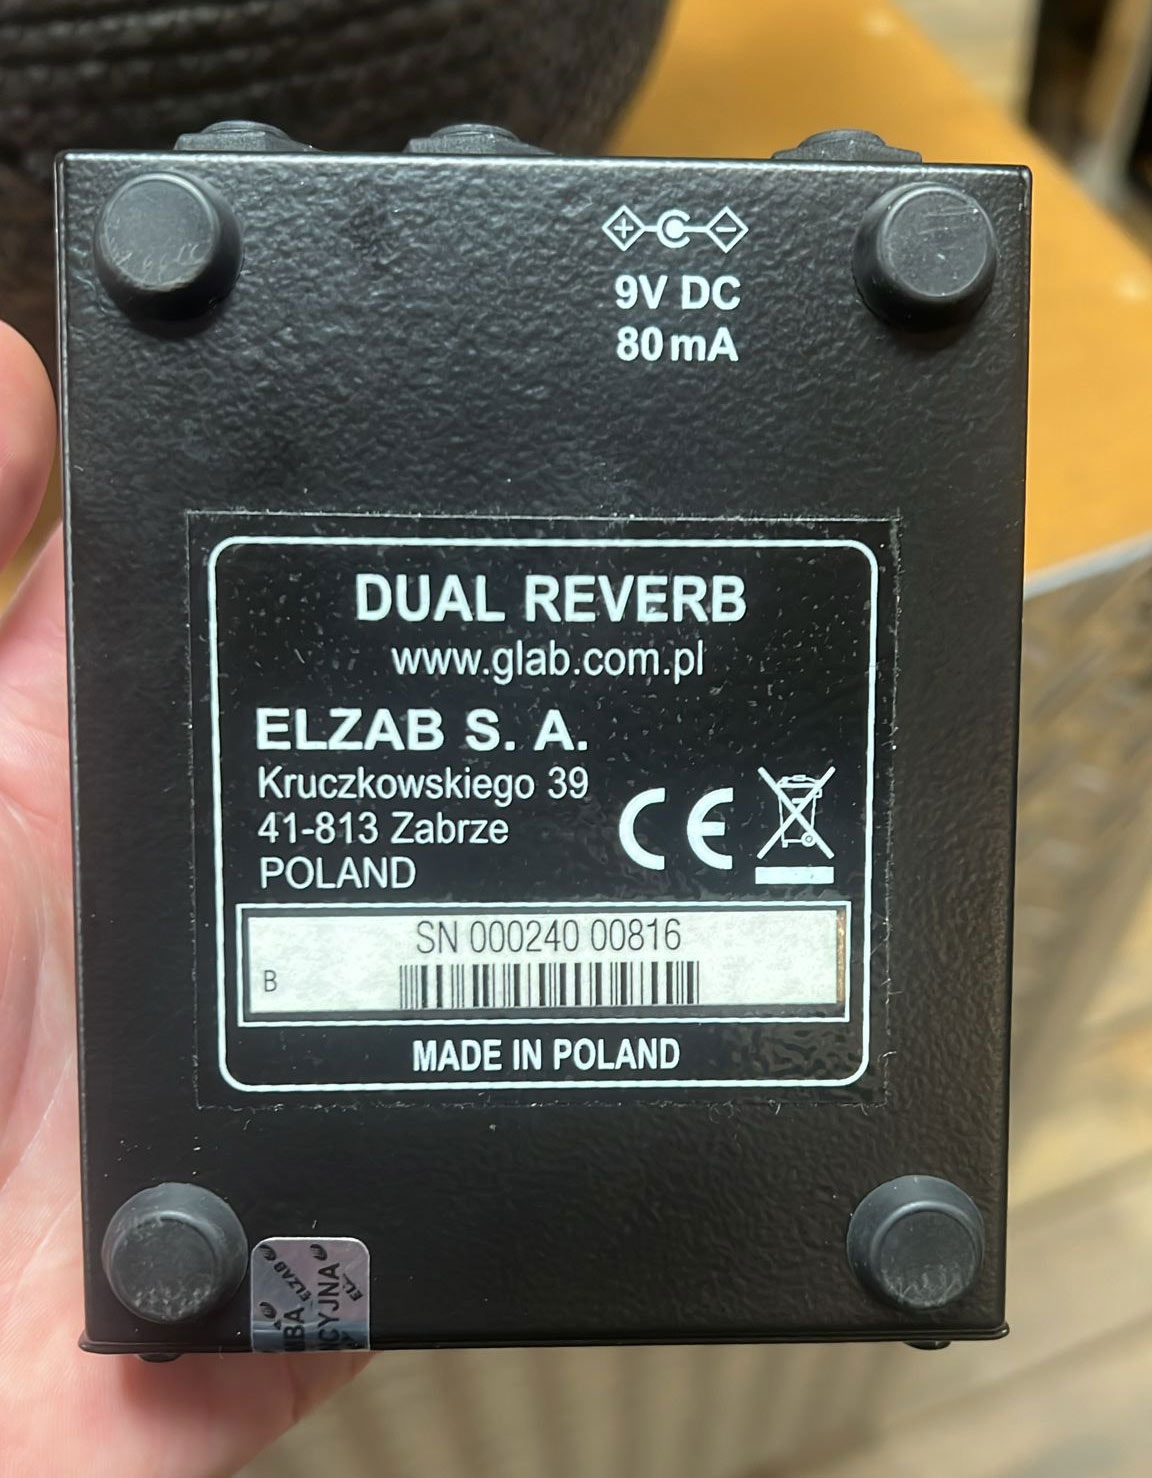 + −
9V DC
80 mA
DUAL REVERB
www.glab.com.pl
ELZAB S. A.
Kruczkowskiego 39
41-813 Zabrze
POLAND
CE
SN 000240 00816
B
MADE IN POLAND
ELZAB